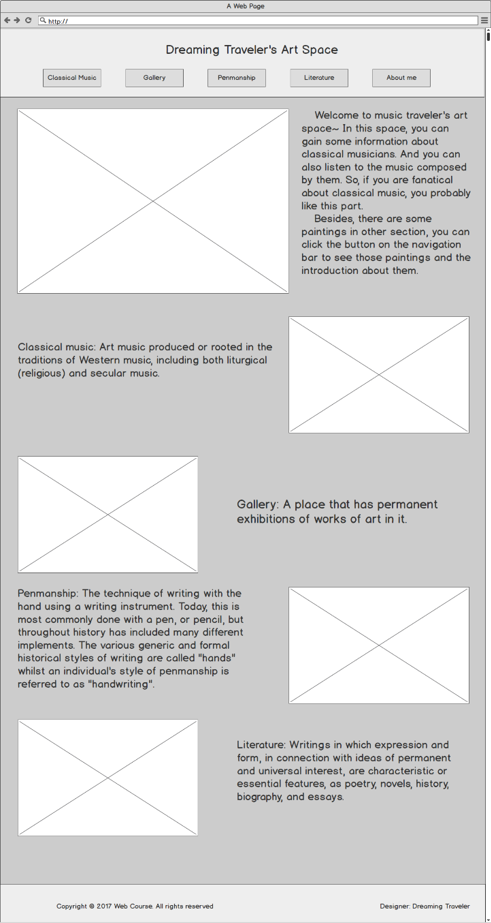 A Web Page
http://
Dreaming Traveler's Art Space
Classical Music
Gallery
Penmanship
Literature
About me
Welcome to music traveler's art
space~ In this space, you can
gain some information about
classical musicians. And you can
also listen to the music composed
by them. So, if you are fanatical
about classical music, you probably
like this part.
Besides, there are some
paintings in other section, you can
click the button on the navigation
bar to see those paintings and the
introduction about them.
Classical music: Art music produced or rooted in the
traditions of Western music, including both liturgical
(religious) and secular music.
Gallery: A place that has permanent
exhibitions of works of art in it.
Penmanship: The technique of writing with the
hand using a writing instrument. Today, this is
most commonly done with a pen, or pencil, but
throughout history has included many different
implements. The various generic and formal
historical styles of writing are called "hands"
whilst an individual's style of penmanship is
referred to as "handwriting".
Literature: Writings in which expression and
form, in connection with ideas of permanent
and universal interest, are characteristic or
essential features, as poetry, novels, history,
biography, and essays.
Copyright © 2017 Web Course. All rights reserved
Designer: Dreaming Traveler